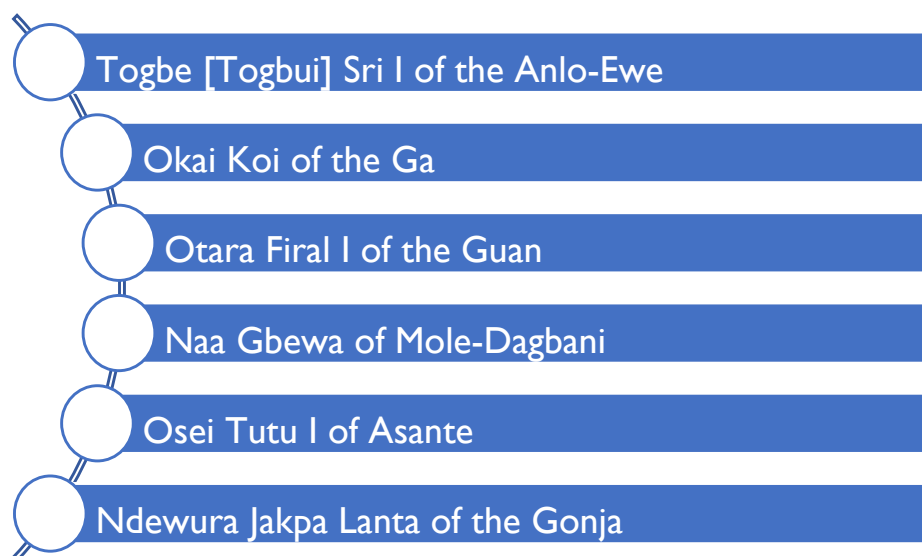 Togbe [Togbui] Sri I of the Anlo-Ewe
Okai Koi of the Ga
Otara Firal I of the Guan
Naa Gbewa of Mole-Dagbani
Osei Tutu I of Asante
Ndewura Jakpa Lanta of the Gonja